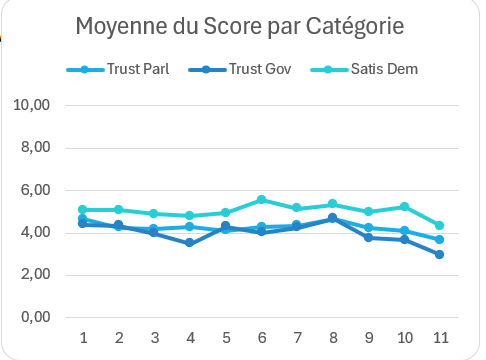 Moyenne du Score par Catégorie
Trust Parl Trust Gov Satis Dem
10,00
8,00
6,00
4,00
2,00
0,00
1 2 3 4 5 6 7 8 9 10 11